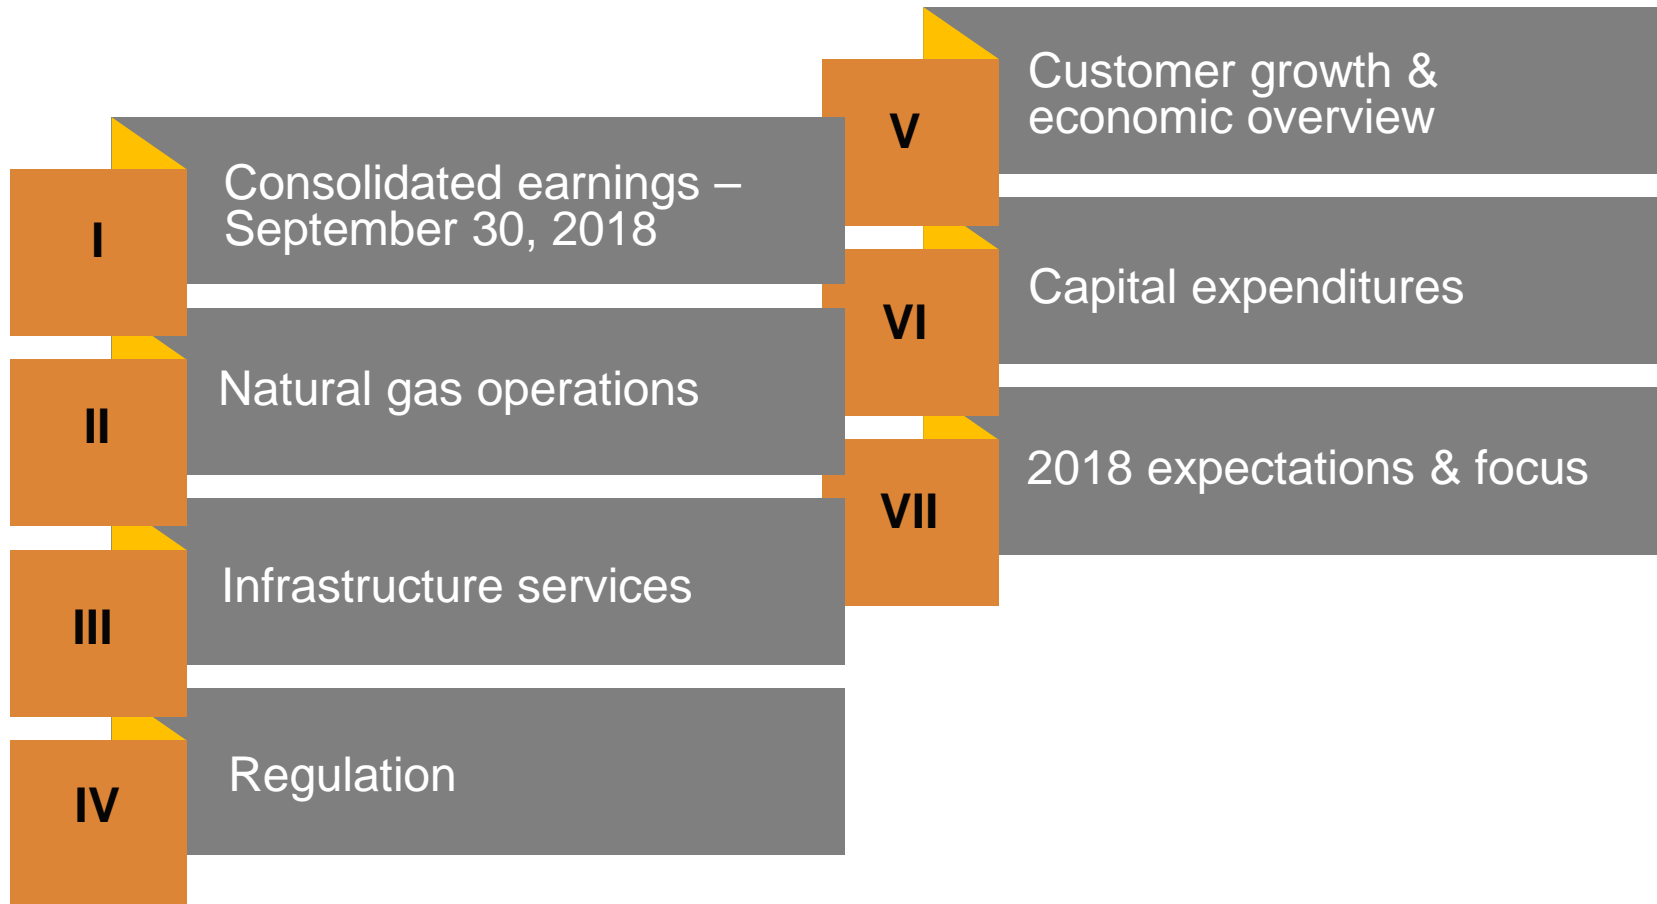 I
Consolidated earnings –
September 30, 2018
II
Natural gas operations
III
Infrastructure services
IV
Regulation
V
Customer growth &
economic overview
VI
Capital expenditures
VII
2018 expectations & focus